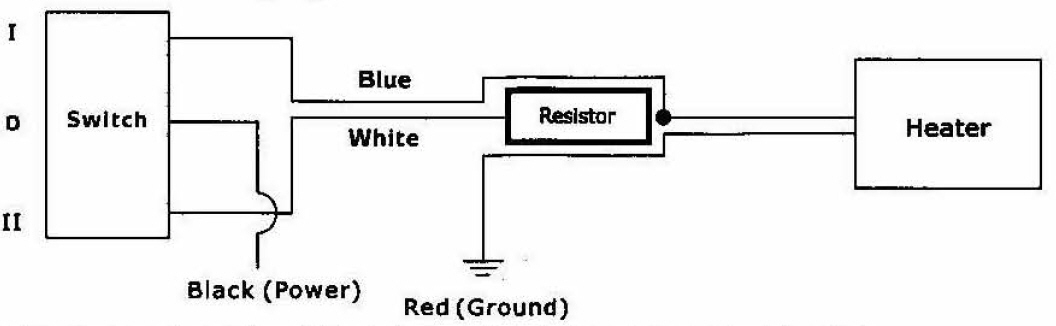 I
Blue
Switch
Resistor
O
White
Heater
II
Black (Power)
Red (Ground)